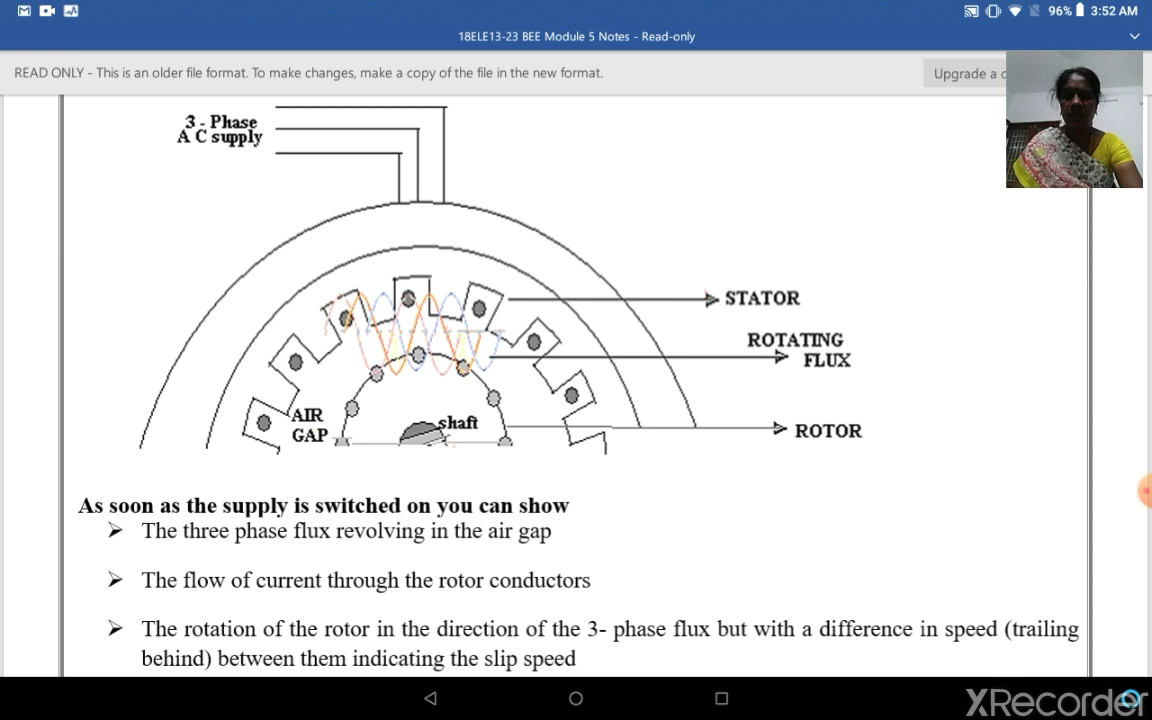 96% 3:52 AM
18ELE13-23 BEE Module 5 Notes - Read-only
READ ONLY - This is an older file format. To make changes, make a copy of the file in the new format.
Upgrade a c
3 - Phase
A C supply
STATOR
ROTATING
FLUX
AIR
GAP
shaft
ROTOR
As soon as the supply is switched on you can show
➢ The three phase flux revolving in the air gap
➢ The flow of current through the rotor conductors
➢ The rotation of the rotor in the direction of the 3- phase flux but with a difference in speed (trailing
behind) between them indicating the slip speed
XRecorder